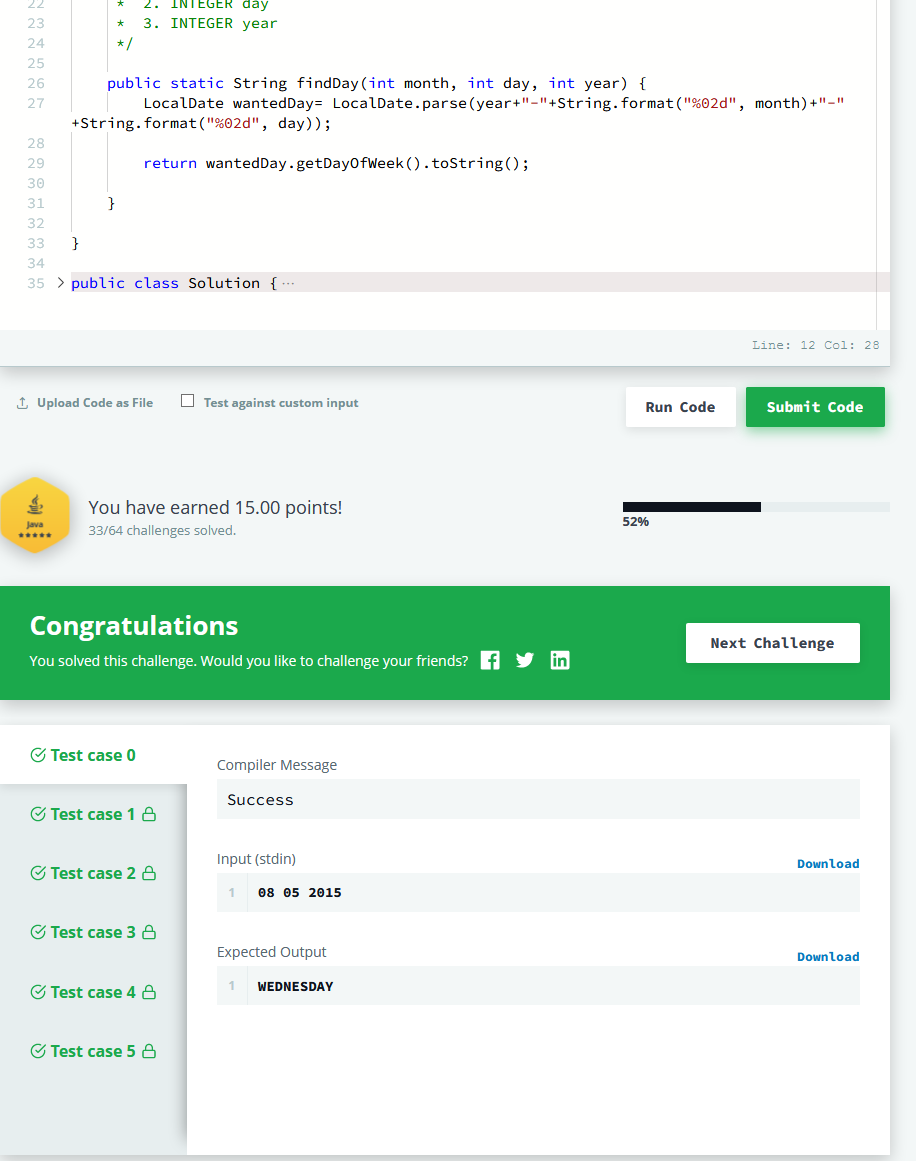 22 * 2. INTEGER day
23 * 3. INTEGER year
24 */
25
26 public static String findDay(int month, int day, int year) {
27 LocalDate wantedDay= LocalDate.parse(year+"-"+String.format("%02d", month)+"-"
+String.format("%02d", day));
28
29 return wantedDay.getDayOfWeek().toString();
30
31 }
32
33 }
34
35 public class Solution { ···
Line: 12 Col: 28
Upload Code as File Test against custom input Run Code Submit Code
Java
You have earned 15.00 points!
33/64 challenges solved.
52%
Congratulations
You solved this challenge. Would you like to challenge your friends?
Next Challenge
Test case 0
Test case 1
Test case 2
Test case 3
Test case 4
Test case 5
Compiler Message
Success
Input (stdin) Download
1 08 05 2015
Expected Output Download
1 WEDNESDAY